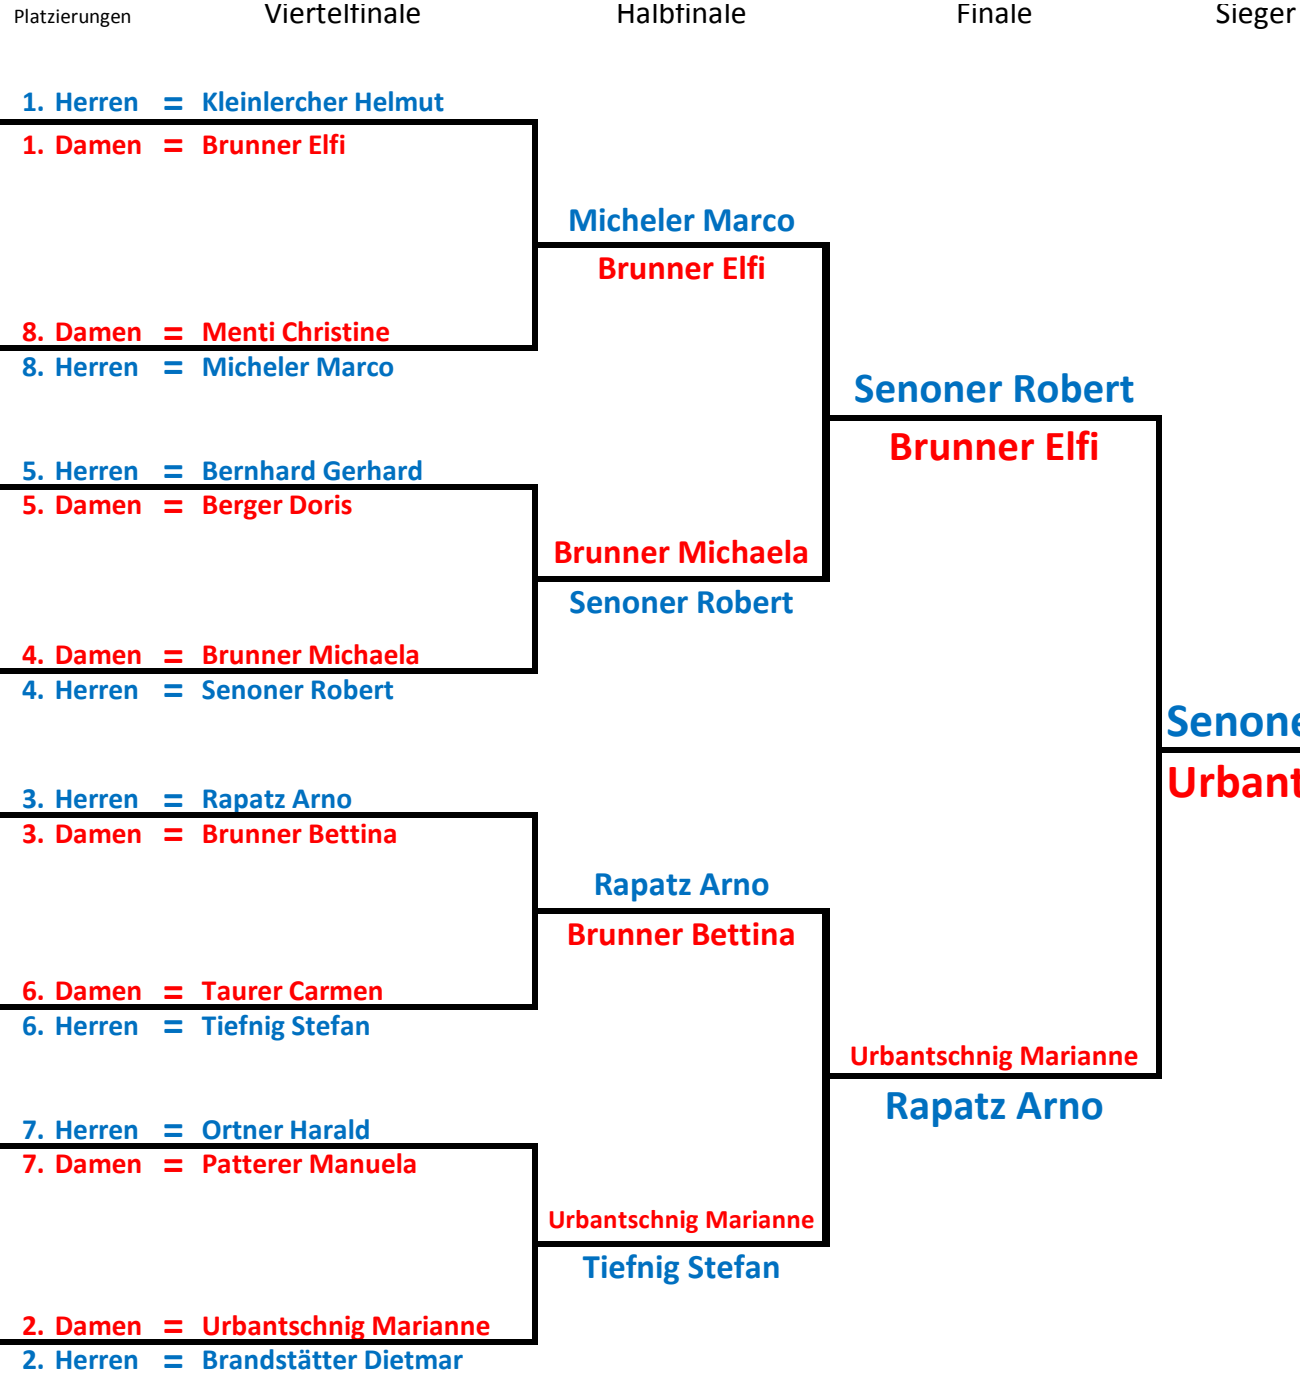 Platzierungen Viertelfinale Halbfinale Finale Sieger
1. Herren = Kleinlercher Helmut
1. Damen = Brunner Elfi
Micheler Marco
Brunner Elfi
8. Damen = Menti Christine
8. Herren = Micheler Marco
Senoner Robert
Brunner Elfi
5. Herren = Bernhard Gerhard
5. Damen = Berger Doris
Brunner Michaela
Senoner Robert
4. Damen = Brunner Michaela
4. Herren = Senoner Robert
Senone
Urbant
3. Herren = Rapatz Arno
3. Damen = Brunner Bettina
Rapatz Arno
Brunner Bettina
6. Damen = Taurer Carmen
6. Herren = Tiefnig Stefan
Urbantschnig Marianne
Rapatz Arno
7. Herren = Ortner Harald
7. Damen = Patterer Manuela
Urbantschnig Marianne
Tiefnig Stefan
2. Damen = Urbantschnig Marianne
2. Herren = Brandstätter Dietmar